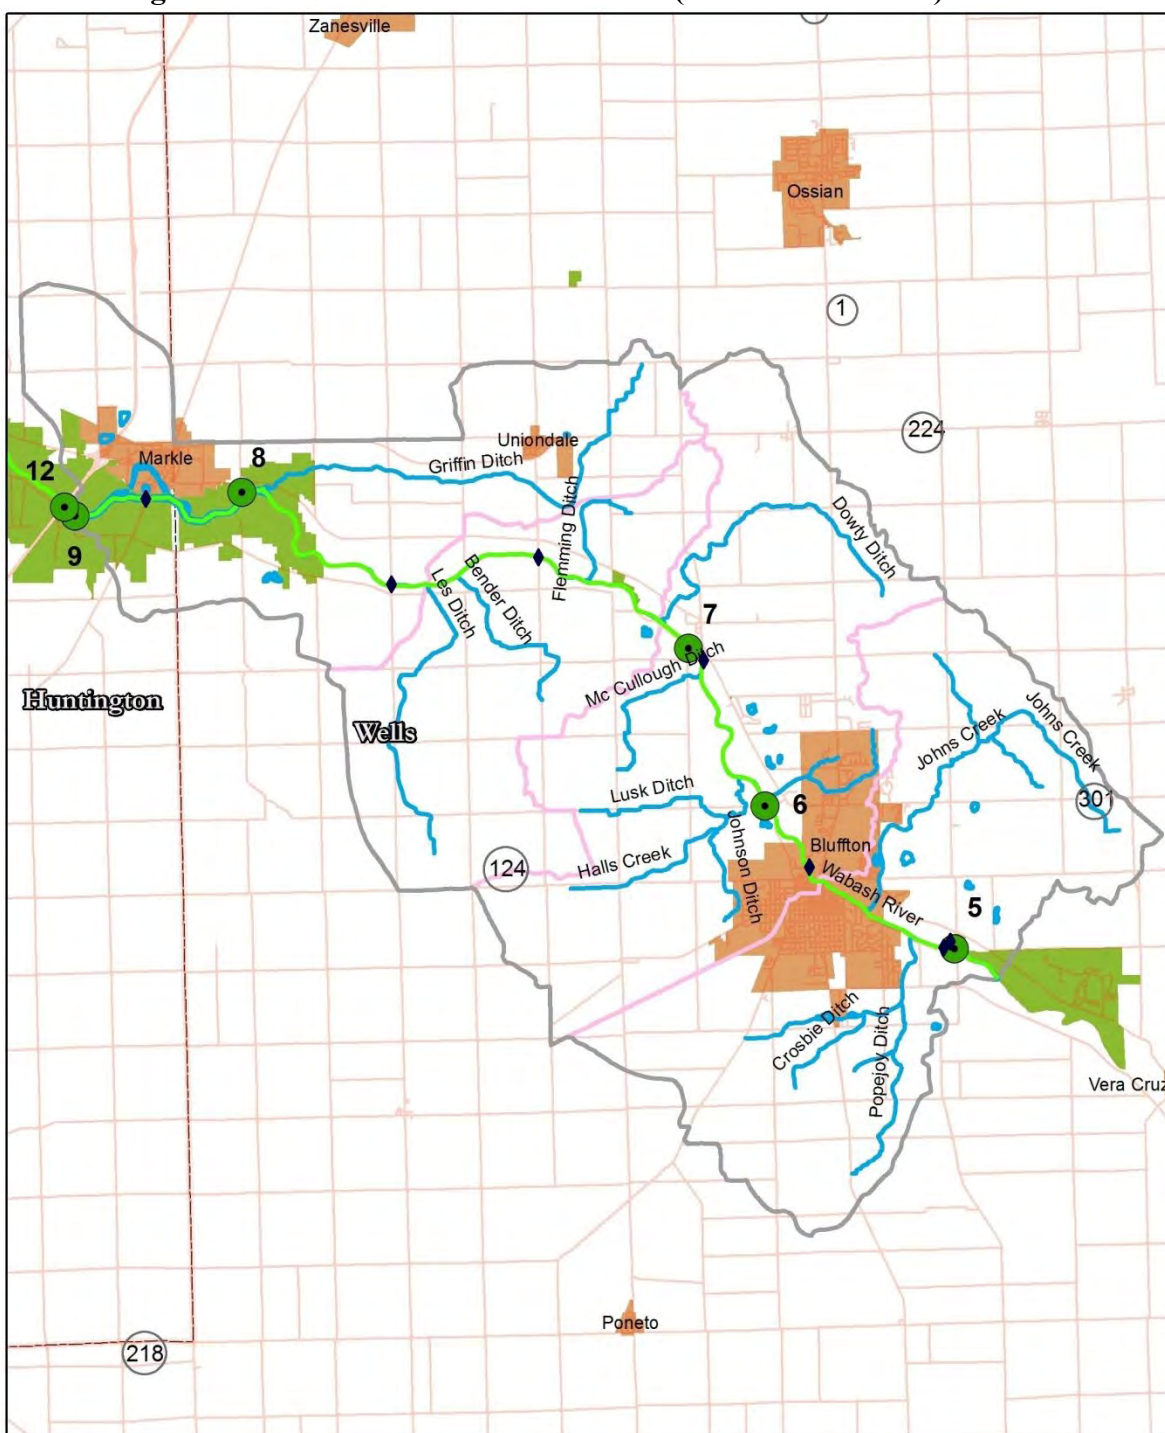 Zanesville
Ossian
1
224
Uniondale
Griffin Ditch
Markle
8
12
9
Flemming Ditch
Dowty Ditch
Bender Ditch
Les Ditch
7
Mc Cullough Ditch
Huntington
Wells
Johns Creek
Johns Creek
301
Lusk Ditch
6
Johnson Ditch
Bluffton
Halls Creek
124
Wabash River
5
Crosbie Ditch
Popejoy Ditch
Vera Cruz
Poneto
218